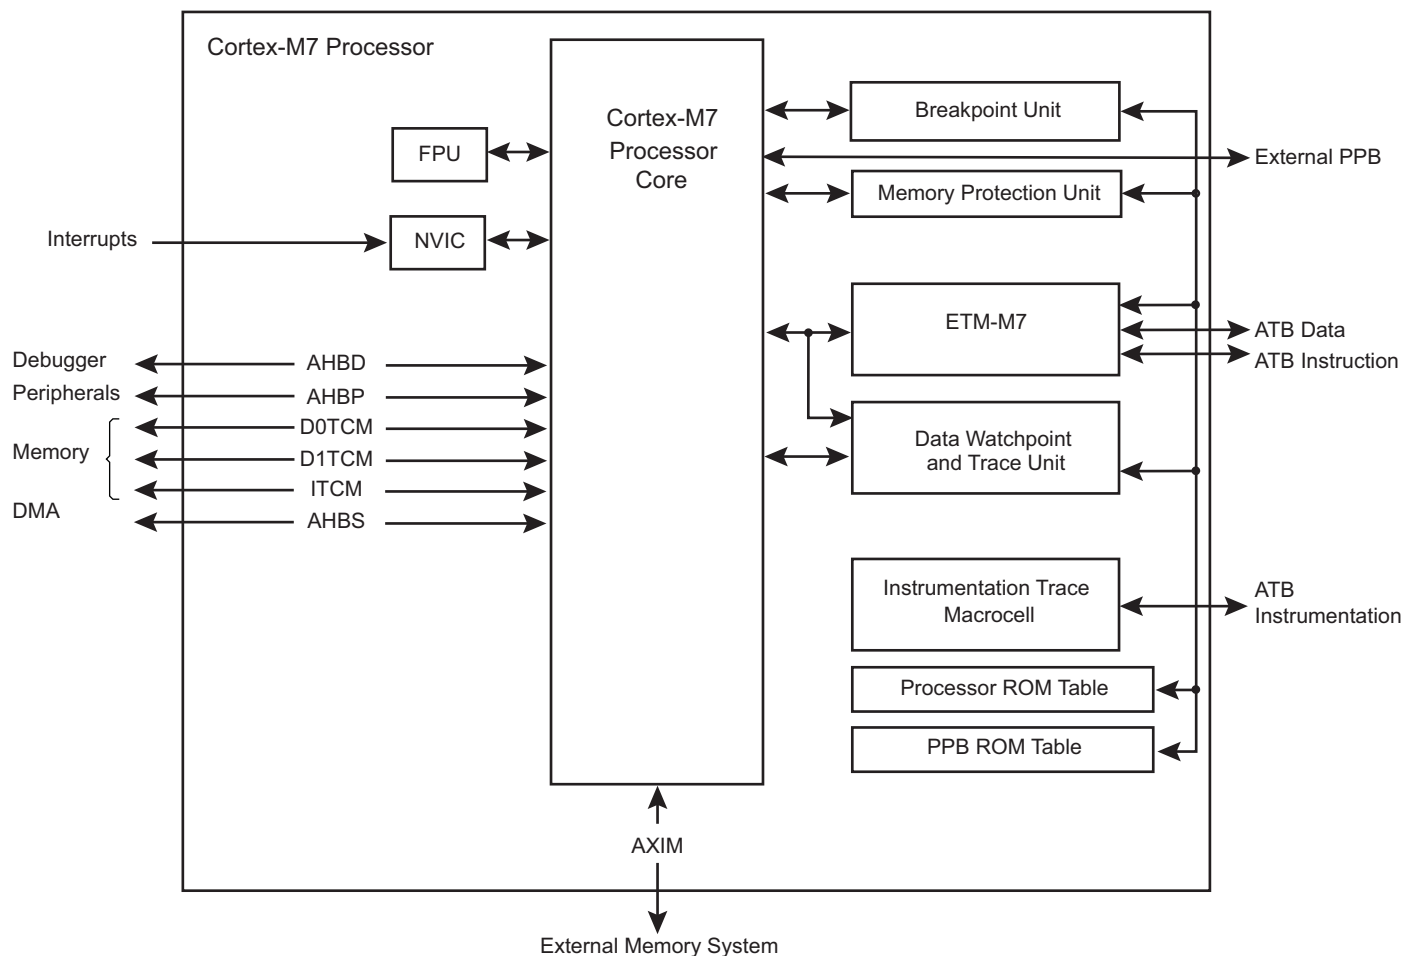 Cortex-M7 Processor
Cortex-M7
Processor
Core
FPU
NVIC
Interrupts
Debugger
Peripherals
Memory
DMA
AHBD
AHBP
D0TCM
D1TCM
ITCM
AHBS
Breakpoint Unit
External PPB
Memory Protection Unit
ETM-M7
ATB Data
ATB Instruction
Data Watchpoint
and Trace Unit
Instrumentation Trace
Macrocell
ATB
Instrumentation
Processor ROM Table
PPB ROM Table
AXIM
External Memory System